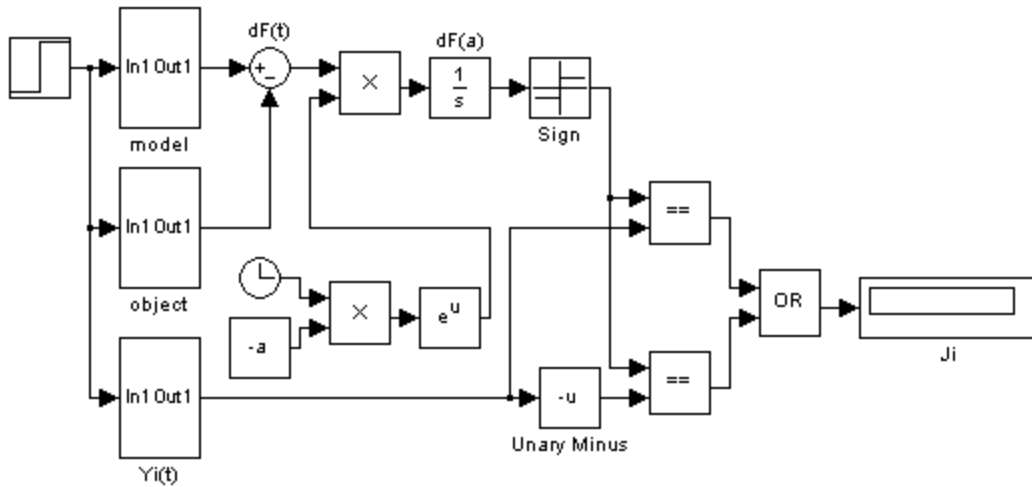 dF(t)
dF(a)
In1 Out1
+
−
×
1
s
Sign
model
==
In1 Out1
object
×
e^u
-a
OR
Ji
In1 Out1
-u
==
Unary Minus
Yi(t)